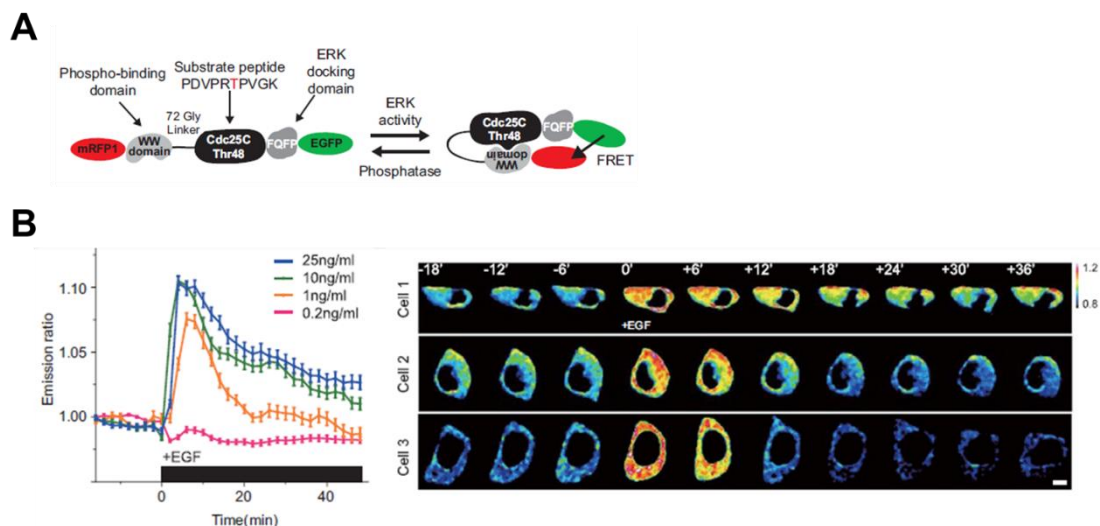 A
Phospho-binding
domain
Substrate peptide
PDVPRTPVGK
ERK
docking
domain
72 Gly
Linker
mRFP1
WW
domain
Cdc25C
Thr48
FQFP
EGFP
ERK
activity
Phosphatase
Cdc25C
Thr48
FQFP
WW
domain
FRET
B
25ng/ml
10ng/ml
1ng/ml
0.2ng/ml
1.10
1.05
1.00
Emission ratio
+EGF
0 20 40
Time(min)
-18' -12' -6' 0' +6' +12' +18' +24' +30' +36'
Cell 1
+EGF
1.2
0.8
Cell 2
Cell 3